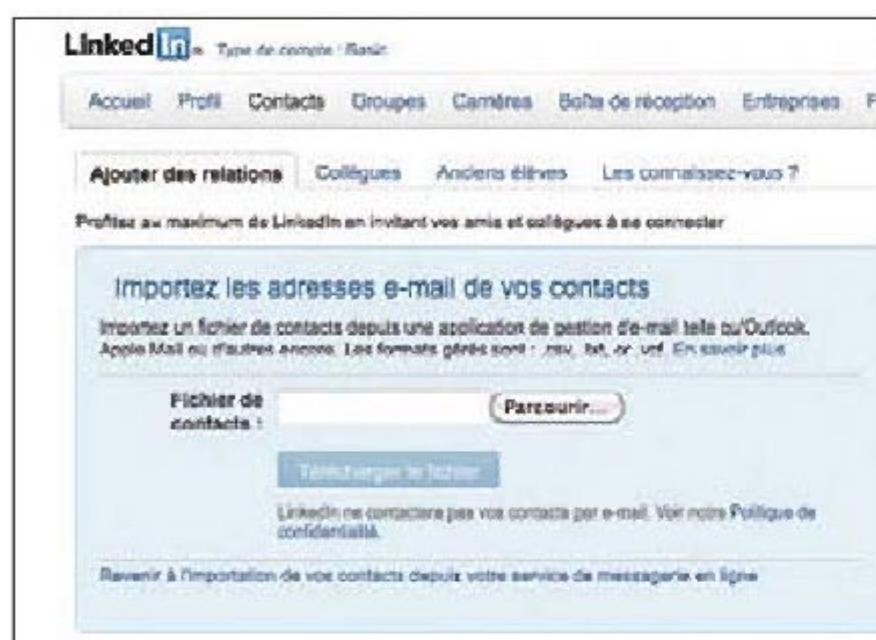 LinkedIn Type de compte : Basic
Accueil Profil Contacts Groupes Carrières Boîte de réception Entreprises
Ajouter des relations Collègues Anciens élèves Les connaissez-vous ?
Profitez au maximum de LinkedIn en invitant vos amis et collègues à se connecter
Importez les adresses e-mail de vos contacts
Importez un fichier de contacts depuis une application de gestion d'e-mail telle qu'Outlook,
Apple Mail ou d'autres encore. Les formats gérés sont : .csv, .txt, or .vcf. En savoir plus
Fichier de
contacts :
Parcourir...
Télécharger le fichier
LinkedIn ne contactera pas vos contacts par e-mail. Voir notre Politique de
confidentialité.
Revenir à l'importation de vos contacts depuis votre service de messagerie en ligne